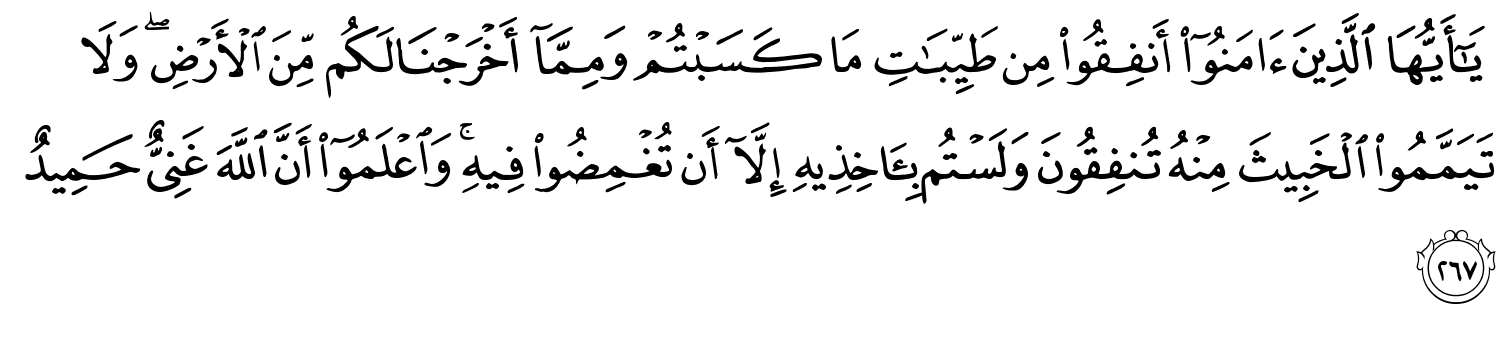 يَـٰٓأَيُّهَا ٱلَّذِينَ ءَامَنُوٓا۟ أَنفِقُوا۟ مِن طَيِّبَـٰتِ مَا كَسَبْتُمْ وَمِمَّآ أَخْرَجْنَا لَكُم مِّنَ ٱلْأَرْضِ ۖ وَلَا
تَيَمَّمُوا۟ ٱلْخَبِيثَ مِنْهُ تُنفِقُونَ وَلَسْتُم بِـَٔاخِذِيهِ إِلَّآ أَن تُغْمِضُوا۟ فِيهِ ۚ وَٱعْلَمُوٓا۟ أَنَّ ٱللَّهَ غَنِىٌّ حَمِيدٌ
٢٦٧